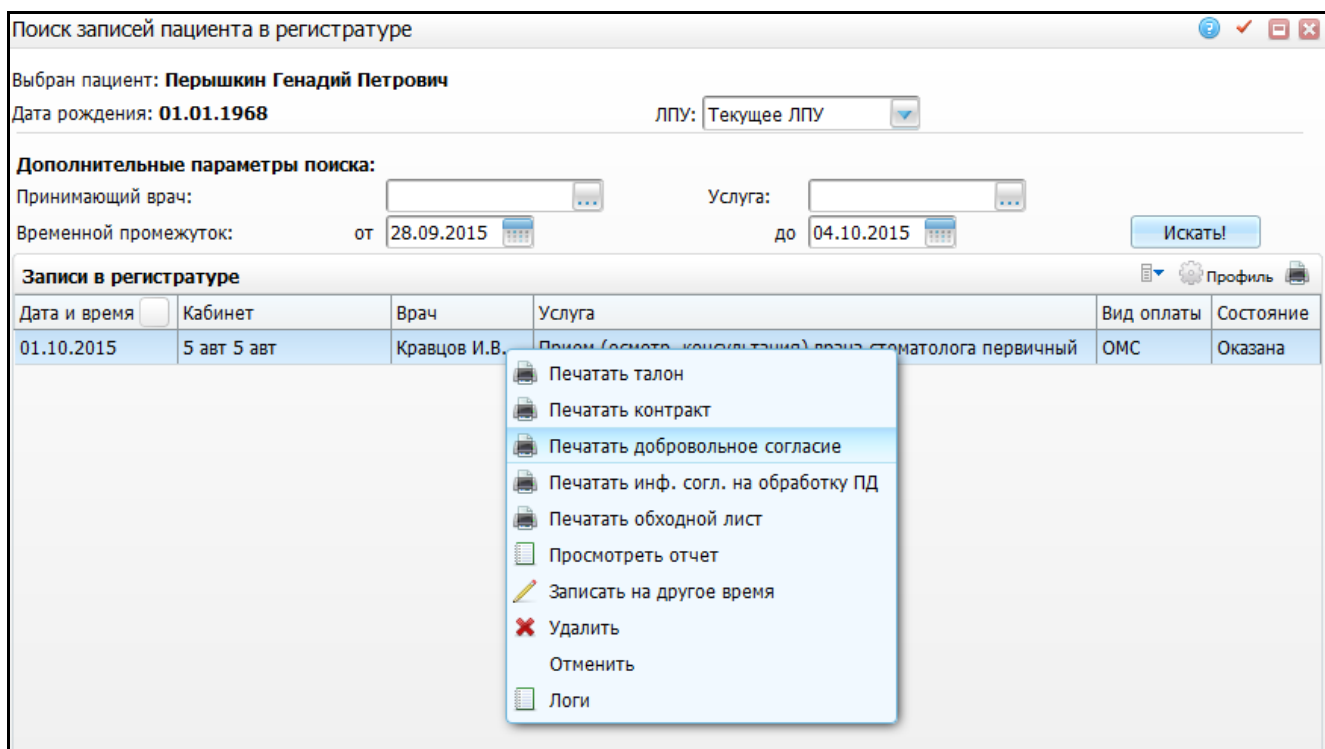 Поиск записей пациента в регистратуре
Выбран пациент: Перышкин Генадий Петрович
Дата рождения: 01.01.1968 ЛПУ: Текущее ЛПУ
Дополнительные параметры поиска:
Принимающий врач: ... Услуга: ...
Временной промежуток: от 28.09.2015 до 04.10.2015 Искать!
Записи в регистратуре Профиль
Дата и время Кабинет Врач Услуга Вид оплаты Состояние
01.10.2015 5 авт 5 авт Кравцов И.В. Прием (осмотр, консультация) врача стоматолога первичный ОМС Оказана
Печатать талон
Печатать контракт
Печатать добровольное согласие
Печатать инф. согл. на обработку ПД
Печатать обходной лист
Просмотреть отчет
Записать на другое время
Удалить
Отменить
Логи